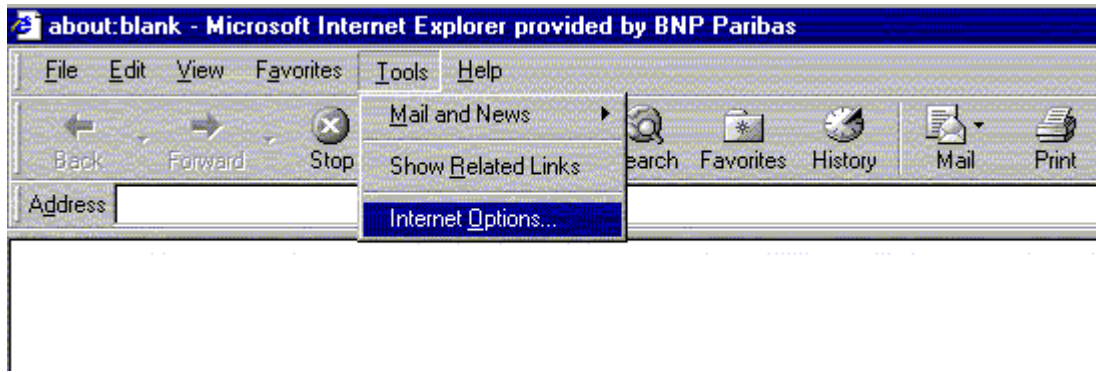 about:blank - Microsoft Internet Explorer provided by BNP Paribas
File Edit View Favorites Tools Help
Back Forward Stop earch Favorites History Mail Print
Mail and News
Show Related Links
Internet Options...
Address